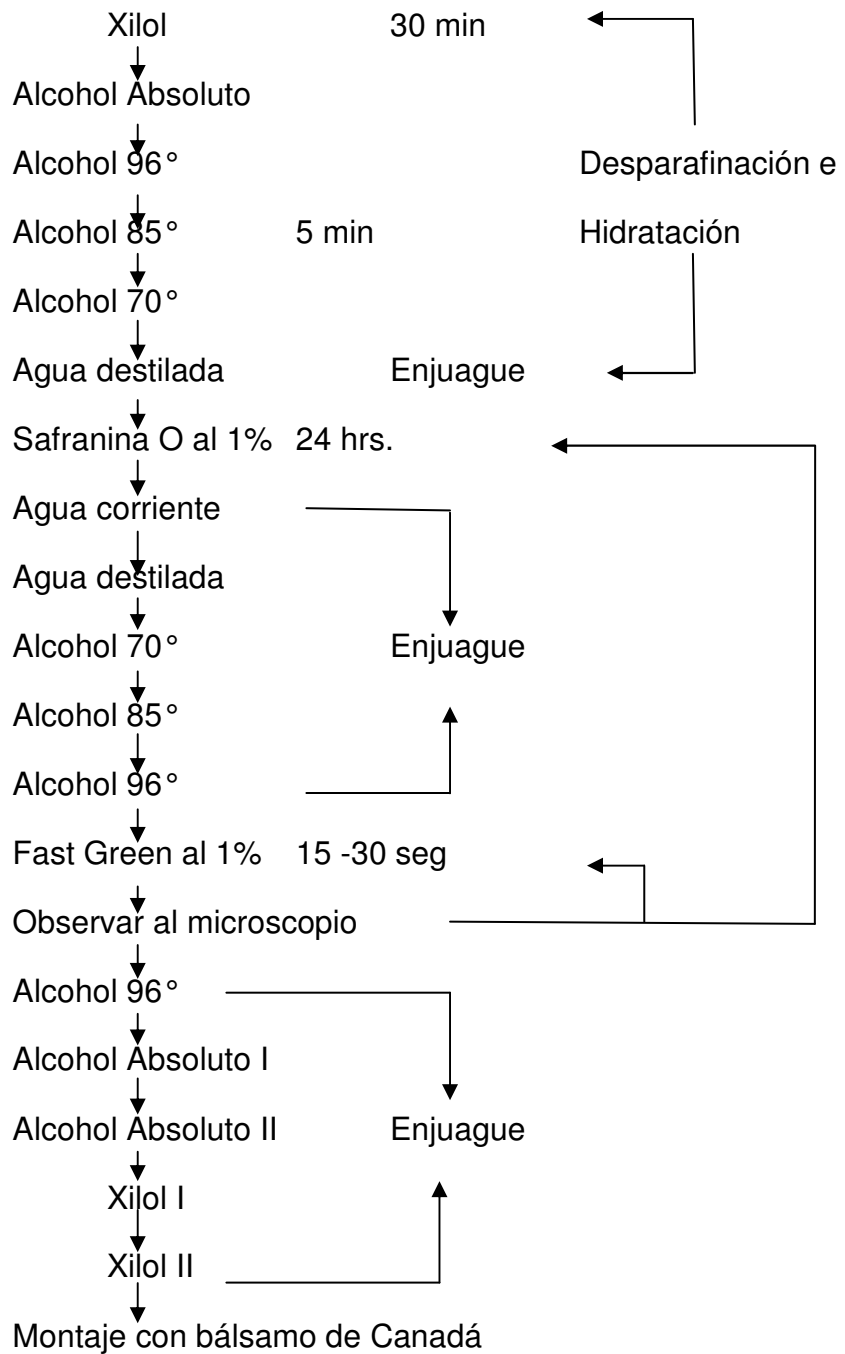 Xilol 30 min
Alcohol Absoluto
Alcohol 96° Desparafinación e
Alcohol 85° 5 min Hidratación
Alcohol 70°
Agua destilada Enjuague
Safranina O al 1% 24 hrs.
Agua corriente
Agua destilada
Alcohol 70° Enjuague
Alcohol 85°
Alcohol 96°
Fast Green al 1% 15 -30 seg
Observar al microscopio
Alcohol 96°
Alcohol Absoluto I
Alcohol Absoluto II Enjuague
Xilol I
Xilol II
Montaje con bálsamo de Canadá